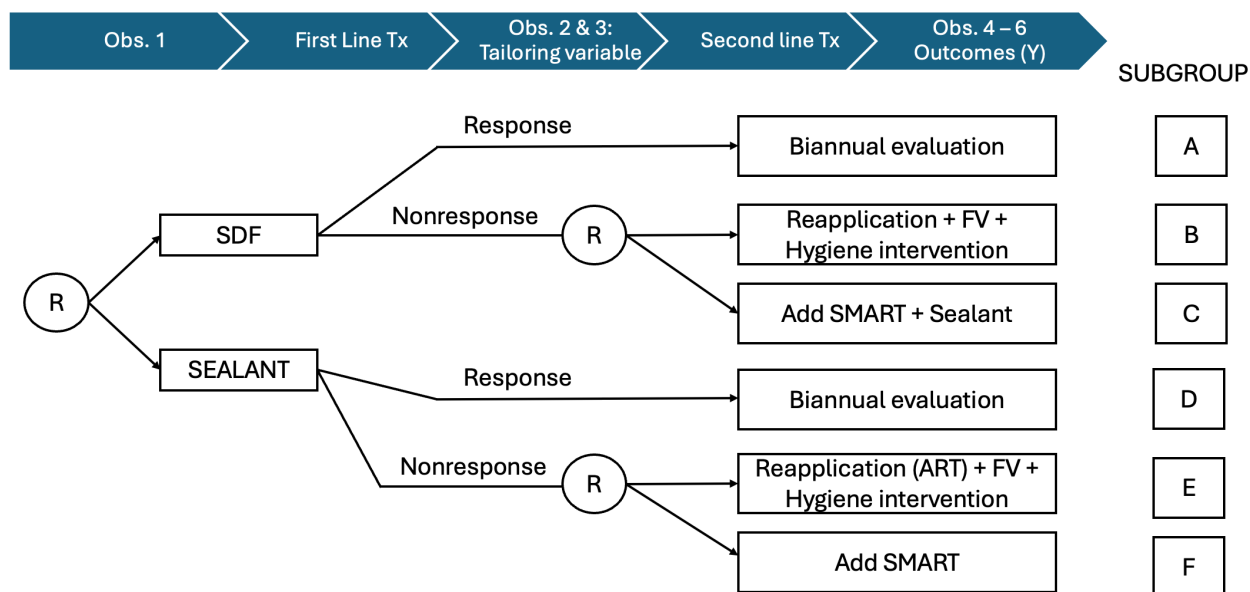 Obs. 1
First Line Tx
Obs. 2 & 3:
Tailoring variable
Second line Tx
Obs. 4 – 6
Outcomes (Y)
SUBGROUP
Response
Biannual evaluation
A
Nonresponse
R
Reapplication + FV +
Hygiene intervention
B
SDF
R
Add SMART + Sealant
C
SEALANT
Response
Biannual evaluation
D
Nonresponse
R
Reapplication (ART) + FV +
Hygiene intervention
E
Add SMART
F